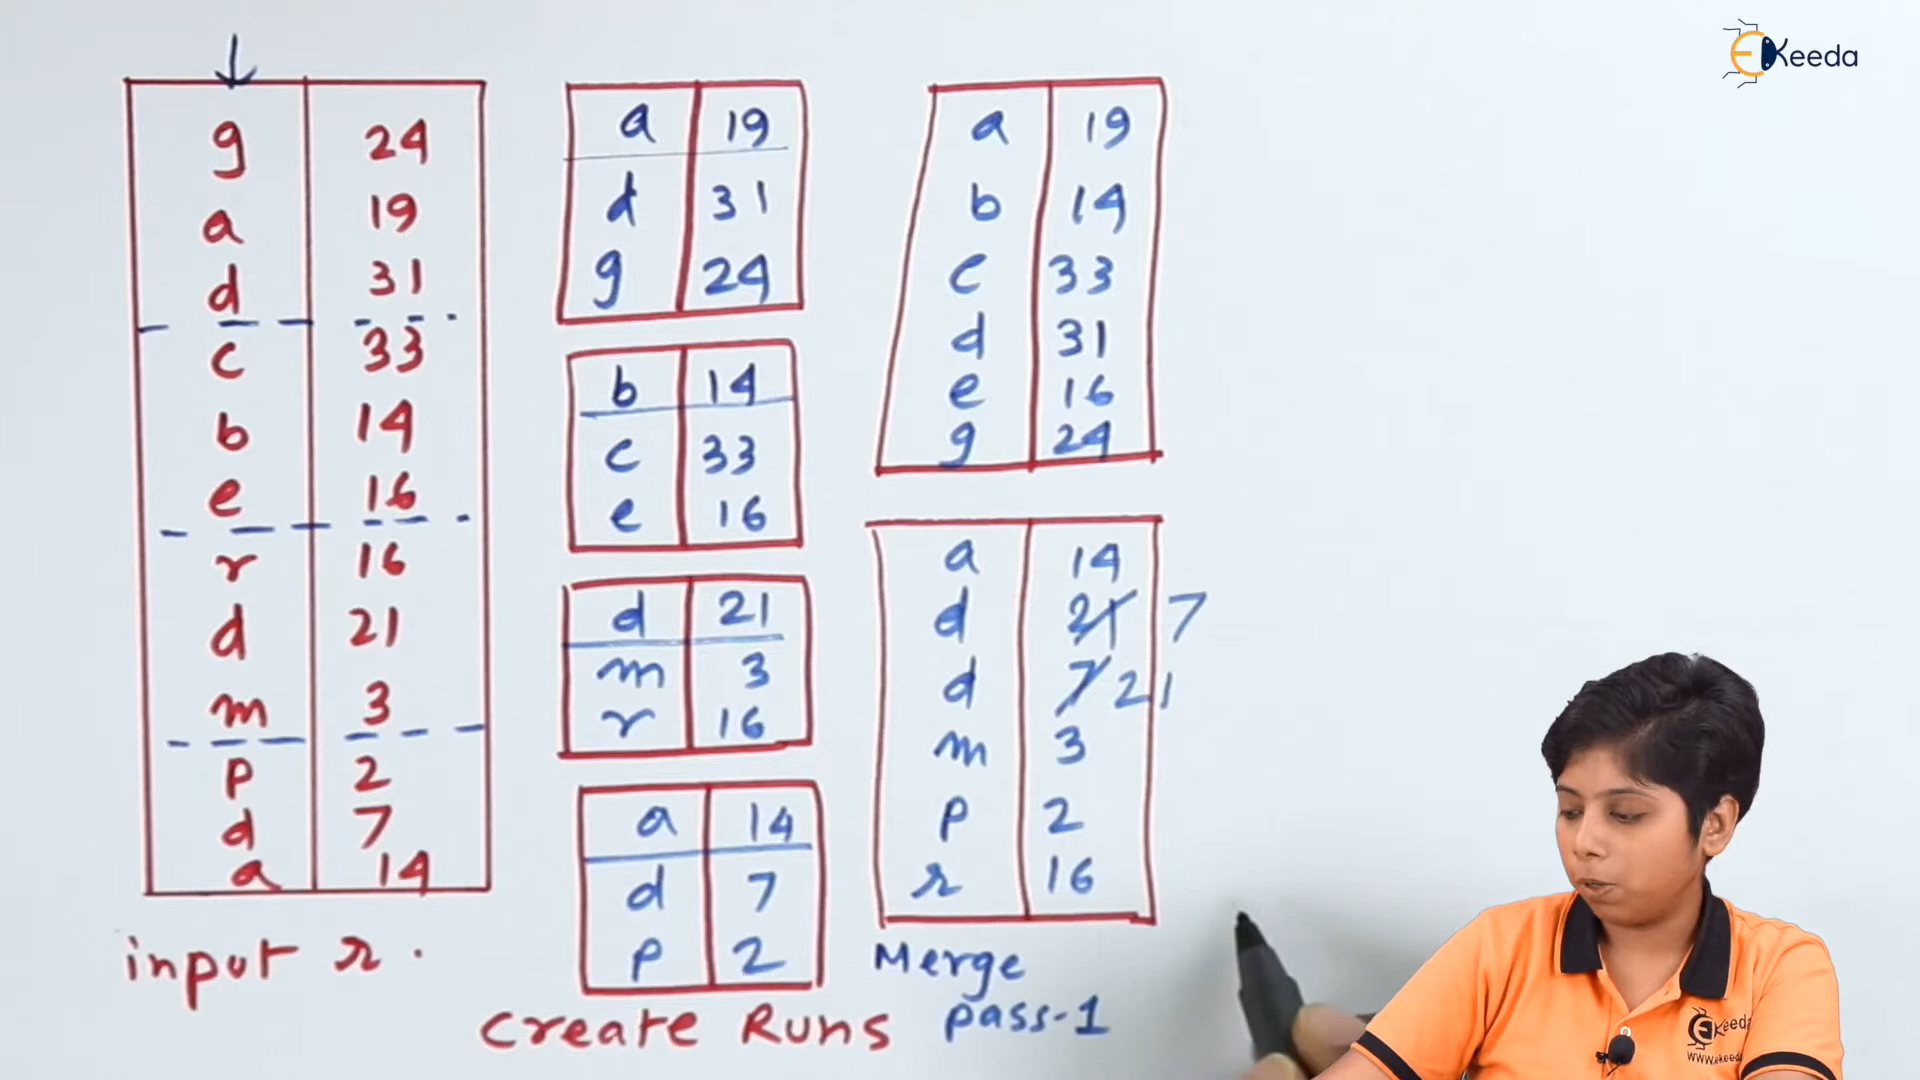 g 24
a 19
d 31
c 33
b 14
e 16
r 16
d 21
m 3
p 2
d 7
a 14
input r.
a 19
d 31
g 24
b 14
c 33
e 16
d 21
m 3
r 16
a 14
d 7
p 2
Create Runs
a 19
b 14
c 33
d 31
e 16
g 24
a 14
d 21 7
d 7 21
m 3
p 2
r 16
Merge
pass-1
EKeeda
EKeeda